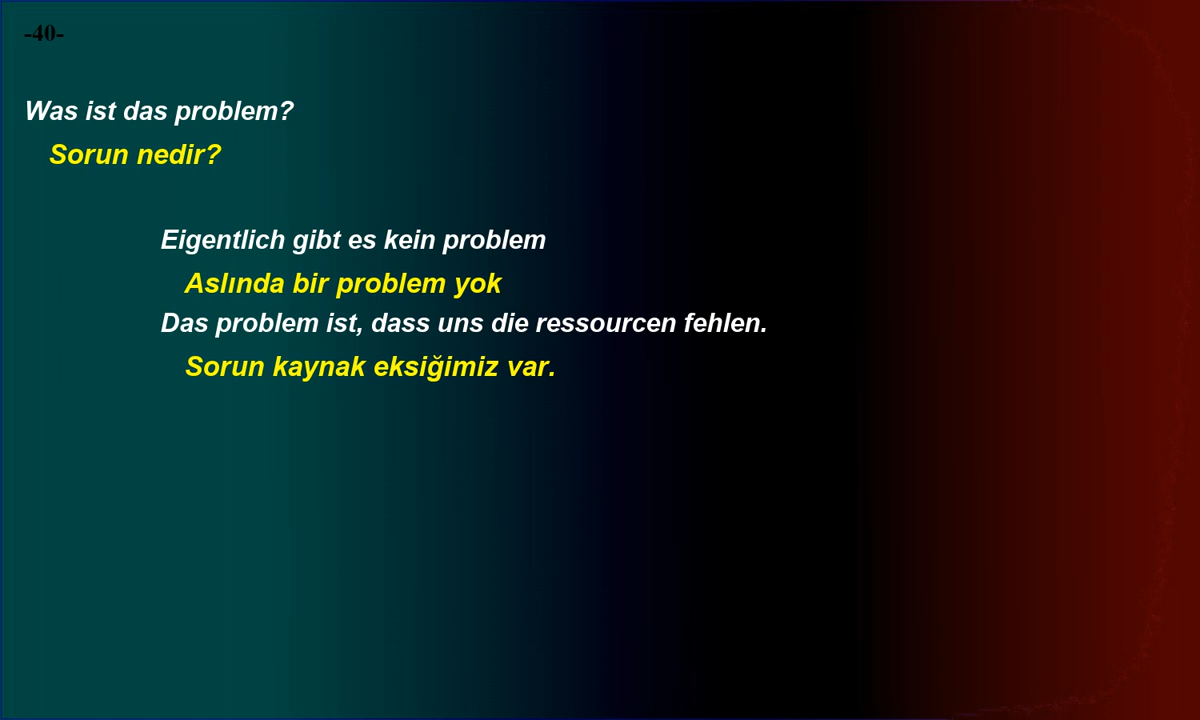 -40-
Was ist das problem?
Sorun nedir?
Eigentlich gibt es kein problem
Aslında bir problem yok
Das problem ist, dass uns die ressourcen fehlen.
Sorun kaynak eksiğimiz var.